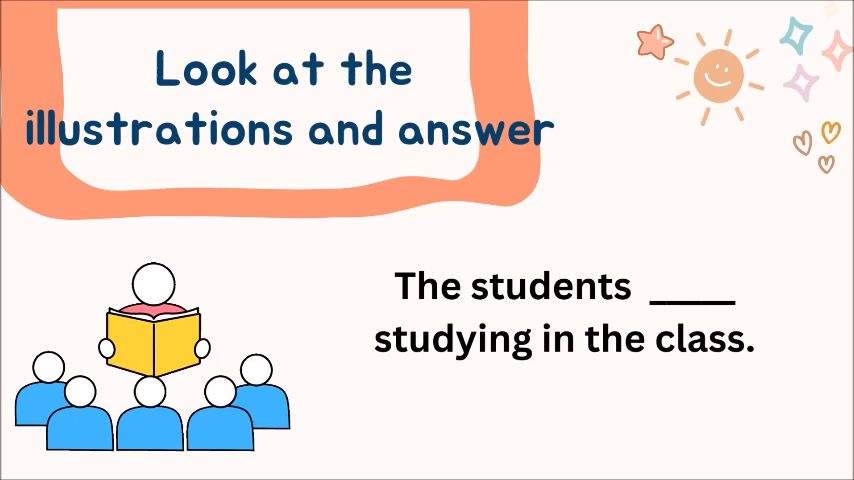 Look at the
illustrations and answer
The students _____
studying in the class.